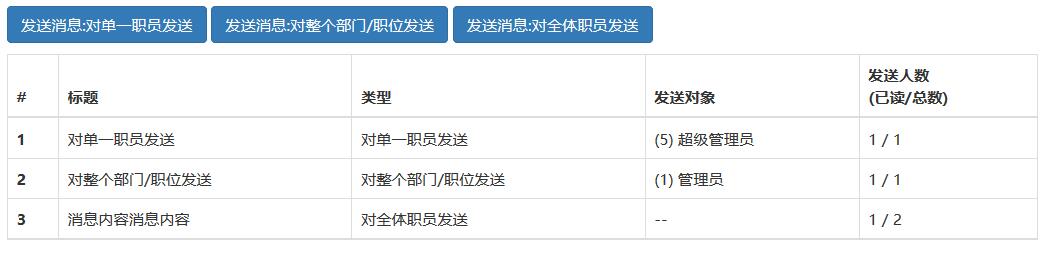 发送消息:对单一职员发送 发送消息:对整个部门/职位发送 发送消息:对全体职员发送
# 标题 类型 发送对象 发送人数
(已读/总数)
1 对单一职员发送 对单一职员发送 (5) 超级管理员 1 / 1
2 对整个部门/职位发送 对整个部门/职位发送 (1) 管理员 1 / 1
3 消息内容消息内容 对全体职员发送 -- 1 / 2